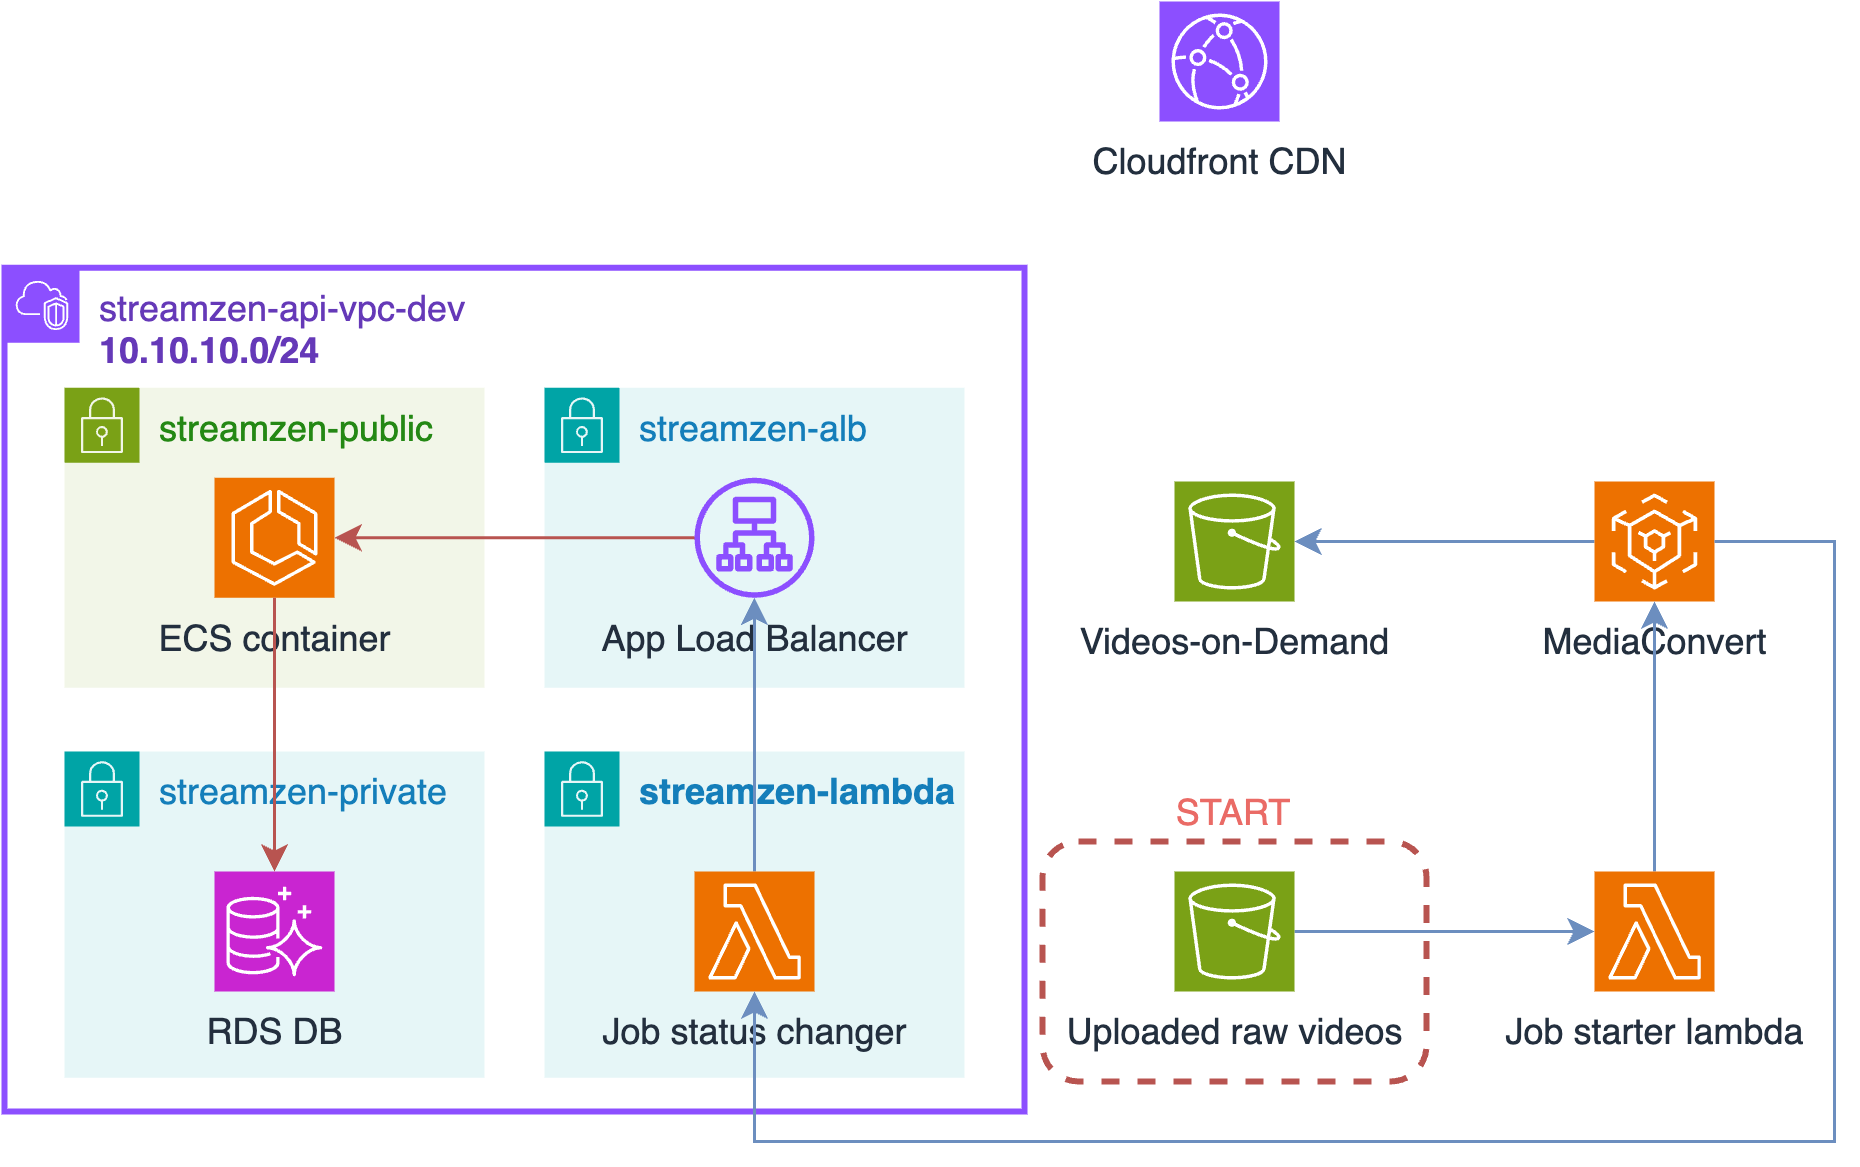 Cloudfront CDN
streamzen-api-vpc-dev
10.10.10.0/24
streamzen-public
streamzen-alb
ECS container
App Load Balancer
Videos-on-Demand
MediaConvert
streamzen-private
streamzen-lambda
START
RDS DB
Job status changer
Uploaded raw videos
Job starter lambda